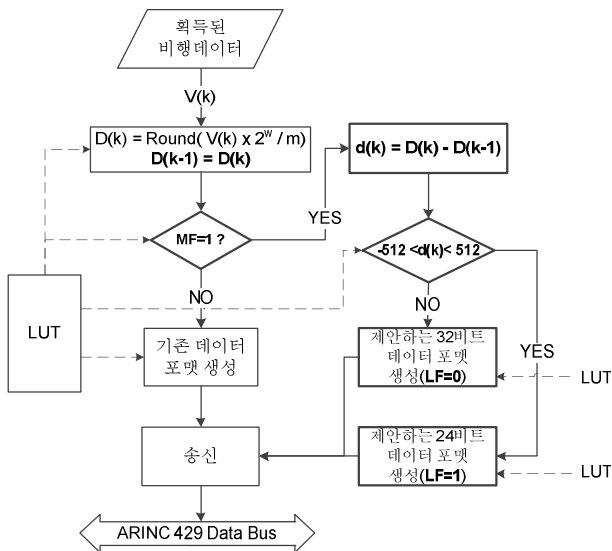 획득된
비행데이터
V(k)
D(k) = Round( V(k) x 2^w / m)
D(k-1) = D(k)
d(k) = D(k) - D(k-1)
YES
MF=1 ?
-512 <d(k)< 512
NO
NO
LUT
기존 데이터
포맷 생성
제안하는 32비트
데이터 포맷
생성(LF=0)
YES
LUT
송신
제안하는 24비트
데이터 포맷
생성(LF=1)
LUT
ARINC 429 Data Bus